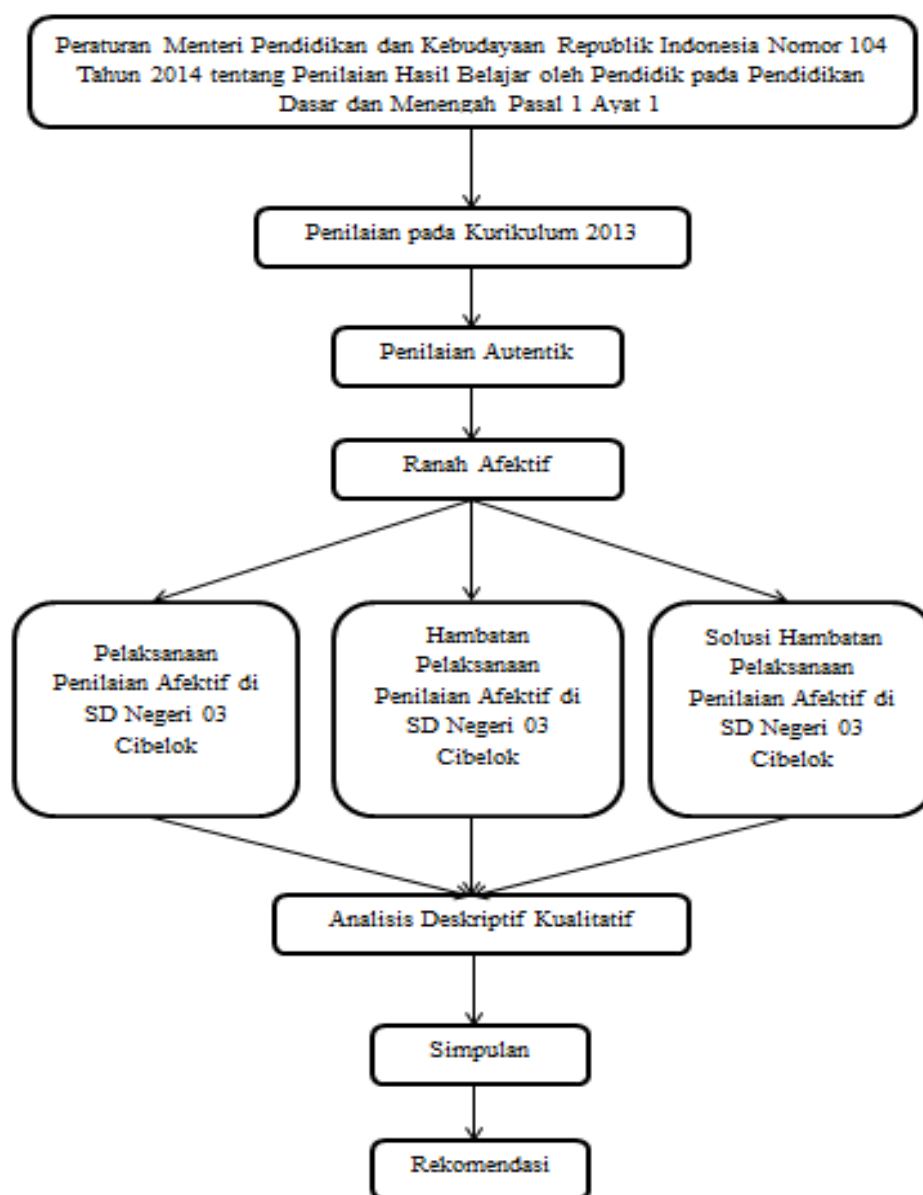 Peraturan Menteri Pendidikan dan Kebudayaan Republik Indonesia Nomor 104
Tahun 2014 tentang Penilaian Hasil Belajar oleh Pendidik pada Pendidikan
Dasar dan Menengah Pasal 1 Ayat 1
Penilaian pada Kurikulum 2013
Penilaian Autentik
Ranah Afektif
Pelaksanaan
Penilaian Afektif di
SD Negeri 03
Cibelok
Hambatan
Pelaksanaan
Penilaian Afektif di
SD Negeri 03
Cibelok
Solusi Hambatan
Pelaksanaan
Penilaian Afektif di
SD Negeri 03
Cibelok
Analisis Deskriptif Kualitatif
Simpulan
Rekomendasi